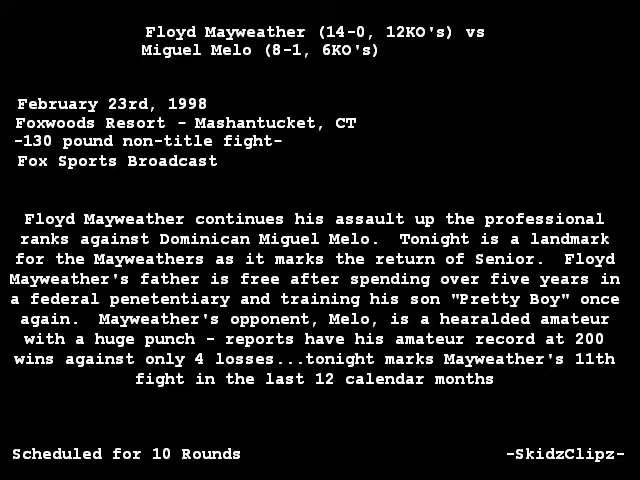 Floyd Mayweather (14-0, 12KO's) vs
Miguel Melo (8-1, 6KO's)
February 23rd, 1998
Foxwoods Resort - Mashantucket, CT
-130 pound non-title fight-
Fox Sports Broadcast
Floyd Mayweather continues his assault up the professional
ranks against Dominican Miguel Melo.  Tonight is a landmark
for the Mayweathers as it marks the return of Senior.  Floyd
Mayweather's father is free after spending over five years in
a federal penetentiary and training his son "Pretty Boy" once
again.  Mayweather's opponent, Melo, is a hearalded amateur
with a huge punch - reports have his amateur record at 200
wins against only 4 losses...tonight marks Mayweather's 11th
fight in the last 12 calendar months
Scheduled for 10 Rounds
-SkidzClipz-